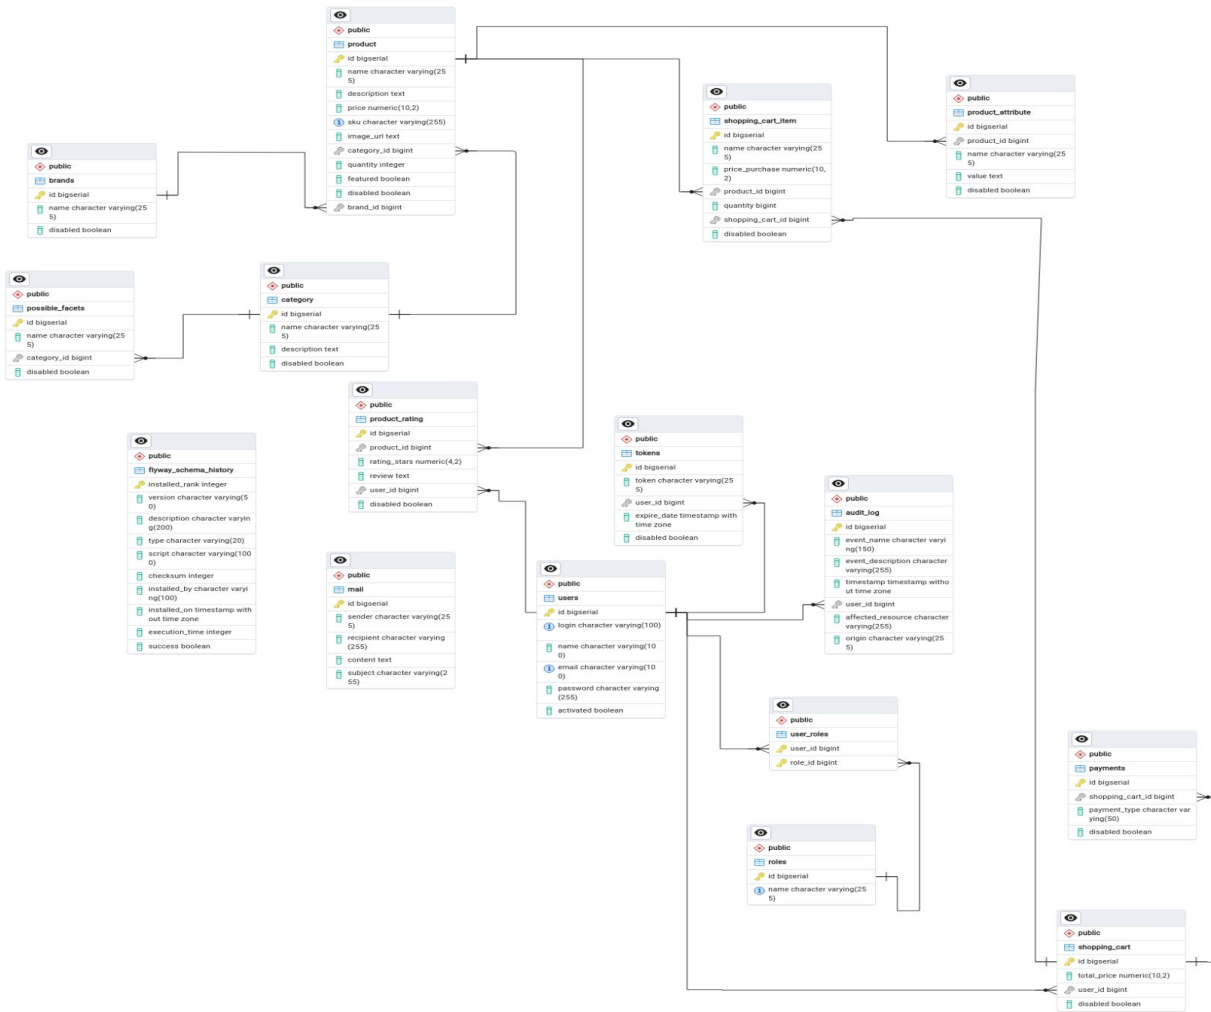 public
product
id bigserial
name character varying(25
5)
description text
price numeric(10,2)
sku character varying(255)
image_url text
category_id bigint
quantity integer
featured boolean
disabled boolean
brand_id bigint
public
shopping_cart_item
id bigserial
name character varying(25
5)
price_purchase numeric(10,
2)
product_id bigint
quantity bigint
shopping_cart_id bigint
disabled boolean
public
product_attribute
id bigserial
product_id bigint
name character varying(25
5)
value text
disabled boolean
public
brands
id bigserial
name character varying(25
5)
disabled boolean
public
possible_facets
id bigserial
name character varying(25
5)
category_id bigint
disabled boolean
public
category
id bigserial
name character varying(25
5)
description text
disabled boolean
public
product_rating
id bigserial
product_id bigint
rating_stars numeric(4,2)
review text
user_id bigint
disabled boolean
public
tokens
id bigserial
token character varying(25
5)
user_id bigint
expire_date timestamp with
time zone
disabled boolean
public
flyway_schema_history
installed_rank integer
version character varying(5
0)
description character varyin
g(200)
type character varying(20)
script character varying(100
0)
checksum integer
installed_by character varyi
ng(100)
installed_on timestamp with
out time zone
execution_time integer
success boolean
public
audit_log
id bigserial
event_name character varyi
ng(150)
event_description character
varying(255)
timestamp timestamp witho
ut time zone
user_id bigint
affected_resource character
varying(255)
origin character varying(25
5)
public
mail
id bigserial
sender character varying(25
5)
recipient character varying
(255)
content text
subject character varying(2
55)
public
users
id bigserial
login character varying(100)
name character varying(10
0)
email character varying(10
0)
password character varying
(255)
activated boolean
public
user_roles
user_id bigint
role_id bigint
public
payments
id bigserial
shopping_cart_id bigint
payment_type character var
ying(50)
disabled boolean
public
roles
id bigserial
name character varying(25
5)
public
shopping_cart
id bigserial
total_price numeric(10,2)
user_id bigint
disabled boolean